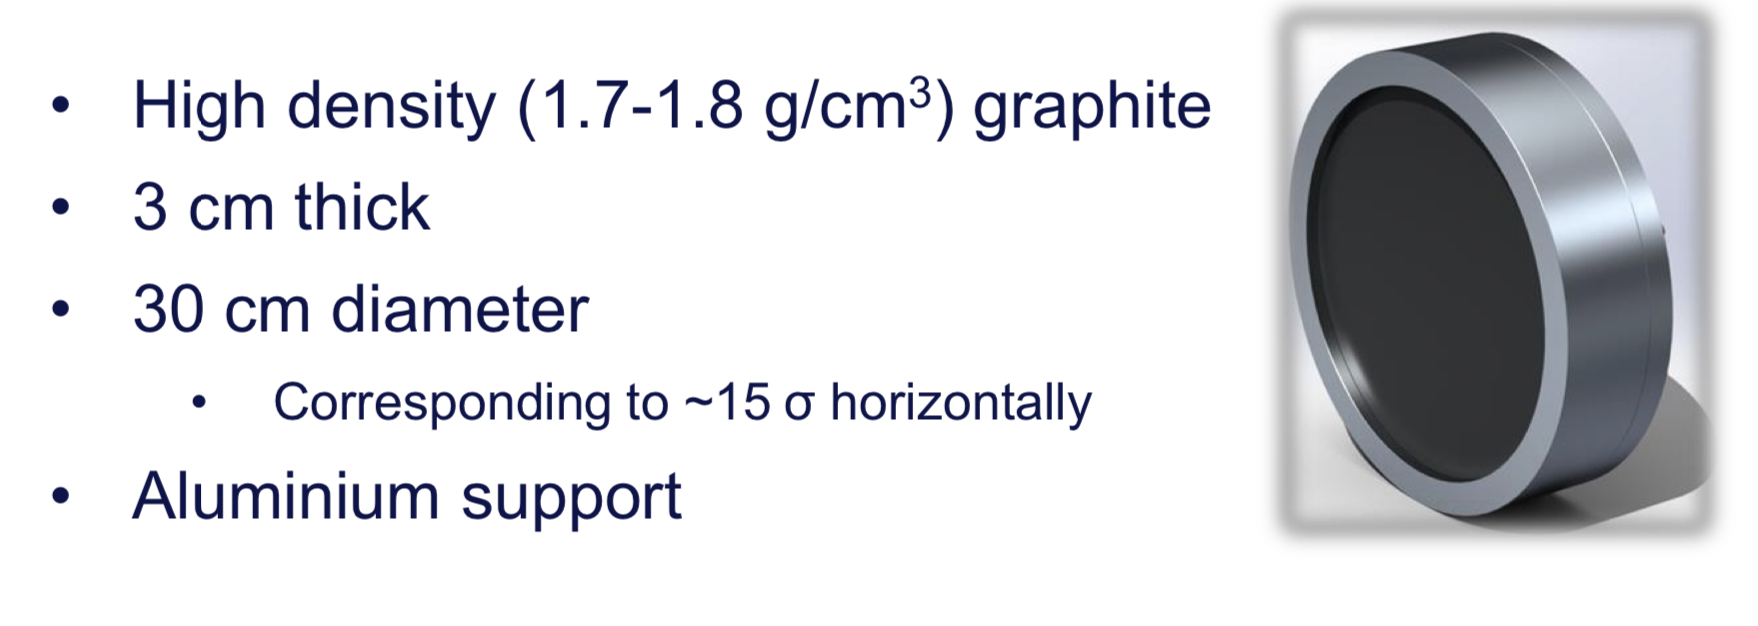 • High density (1.7-1.8 g/cm³) graphite
• 3 cm thick
• 30 cm diameter
• Corresponding to ~15 σ horizontally
• Aluminium support